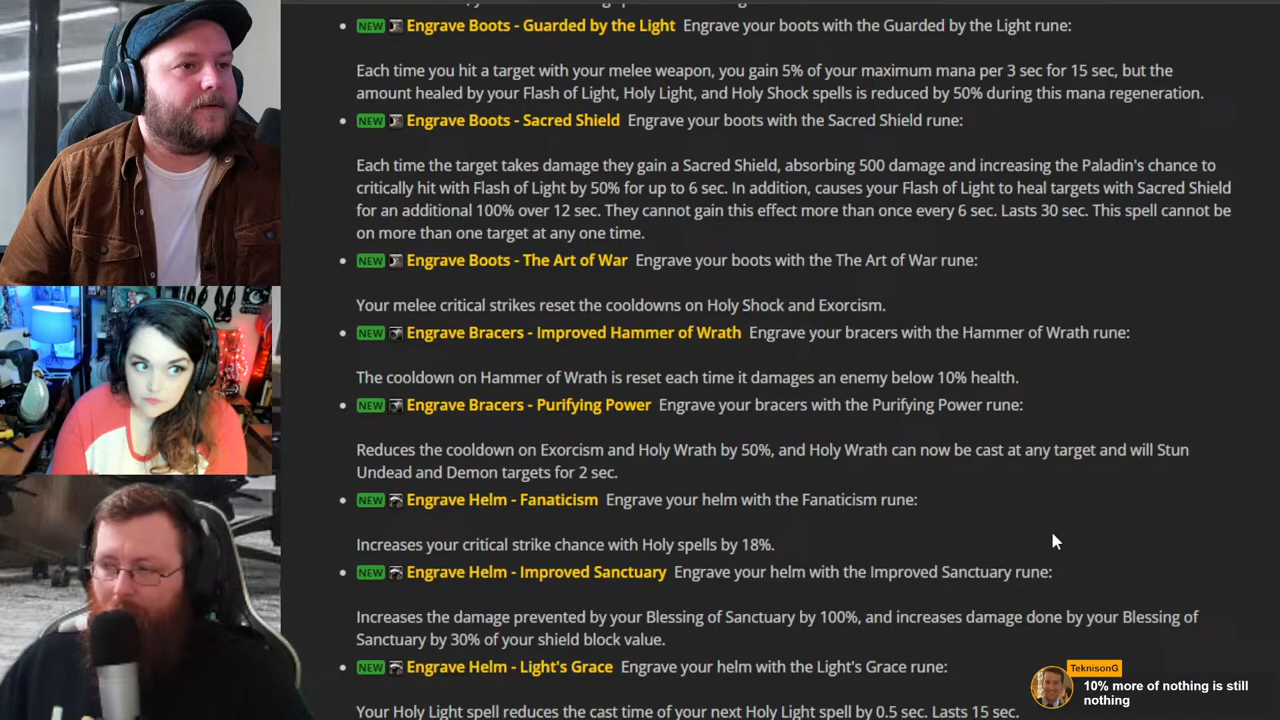 NEW Engrave Boots - Guarded by the Light Engrave your boots with the Guarded by the Light rune:
Each time you hit a target with your melee weapon, you gain 5% of your maximum mana per 3 sec for 15 sec, but the
amount healed by your Flash of Light, Holy Light, and Holy Shock spells is reduced by 50% during this mana regeneration.
NEW Engrave Boots - Sacred Shield Engrave your boots with the Sacred Shield rune:
Each time the target takes damage they gain a Sacred Shield, absorbing 500 damage and increasing the Paladin's chance to
critically hit with Flash of Light by 50% for up to 6 sec. In addition, causes your Flash of Light to heal targets with Sacred Shield
for an additional 100% over 12 sec. They cannot gain this effect more than once every 6 sec. Lasts 30 sec. This spell cannot be
on more than one target at any one time.
NEW Engrave Boots - The Art of War Engrave your boots with the The Art of War rune:
Your melee critical strikes reset the cooldowns on Holy Shock and Exorcism.
NEW Engrave Bracers - Improved Hammer of Wrath Engrave your bracers with the Hammer of Wrath rune:
The cooldown on Hammer of Wrath is reset each time it damages an enemy below 10% health.
NEW Engrave Bracers - Purifying Power Engrave your bracers with the Purifying Power rune:
Reduces the cooldown on Exorcism and Holy Wrath by 50%, and Holy Wrath can now be cast at any target and will Stun
Undead and Demon targets for 2 sec.
NEW Engrave Helm - Fanaticism Engrave your helm with the Fanaticism rune:
Increases your critical strike chance with Holy spells by 18%.
NEW Engrave Helm - Improved Sanctuary Engrave your helm with the Improved Sanctuary rune:
Increases the damage prevented by your Blessing of Sanctuary by 100%, and increases damage done by your Blessing of
Sanctuary by 30% of your shield block value.
NEW Engrave Helm - Light's Grace Engrave your helm with the Light's Grace rune:
Your Holy Light spell reduces the cast time of your next Holy Light spell by 0.5 sec. Lasts 15 sec.
TeknisonG
10% more of nothing is still
nothing